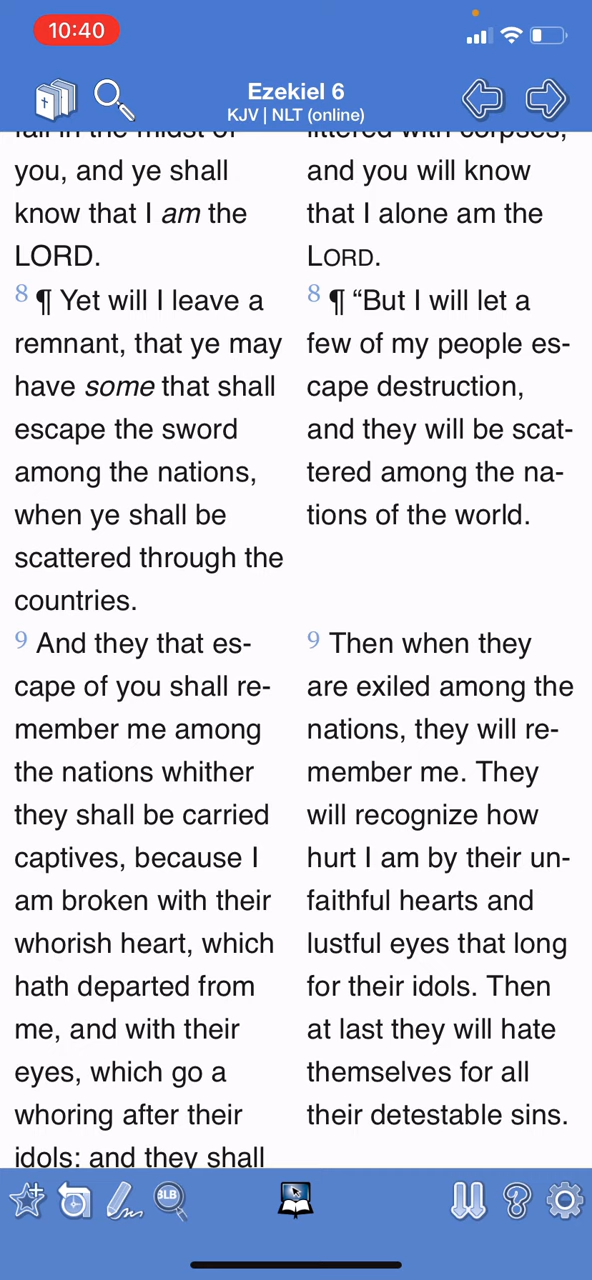 10:40
Ezekiel 6
KJV | NLT (online)
fall in the midst of
you, and ye shall
know that I am the
LORD.
8 ¶ Yet will I leave a
remnant, that ye may
have some that shall
escape the sword
among the nations,
when ye shall be
scattered through the
countries.
9 And they that es-
cape of you shall re-
member me among
the nations whither
they shall be carried
captives, because I
am broken with their
whorish heart, which
hath departed from
me, and with their
eyes, which go a
whoring after their
idols: and they shall
littered with corpses,
and you will know
that I alone am the
LORD.
8 ¶ “But I will let a
few of my people es-
cape destruction,
and they will be scat-
tered among the na-
tions of the world.
9 Then when they
are exiled among the
nations, they will re-
member me. They
will recognize how
hurt I am by their un-
faithful hearts and
lustful eyes that long
for their idols. Then
at last they will hate
themselves for all
their detestable sins.
BLB